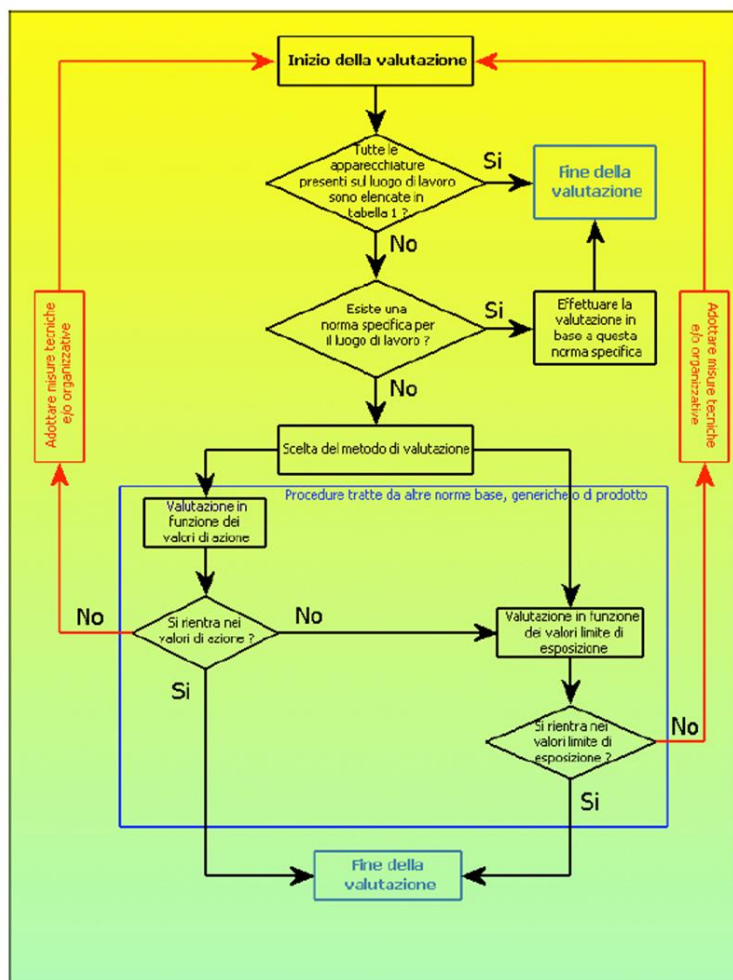 Inizio della valutazione
Tutte le
apparecchiature
presenti sul luogo di lavoro
sono elencate in
tabella 1 ?
Si
Fine della
valutazione
No
Esiste una
norma specifica per
il luogo di lavoro ?
Si
Effettuare la
valutazione in
base a questa
norma specifica
Adottare misure tecniche
e/o organizzative
Adottare misure tecniche
e/o organizzative
No
Scelta del metodo di valutazione
Procedure tratte da altre norme base, generiche o di prodotto
Valutazione in
funzione dei
valori di azione
No
Si rientra nei
valori di azione ?
No
Valutazione in funzione
dei valori limite di
esposizione
Si
Si rientra nei
valori limite di
esposizione ?
No
Si
Fine della
valutazione